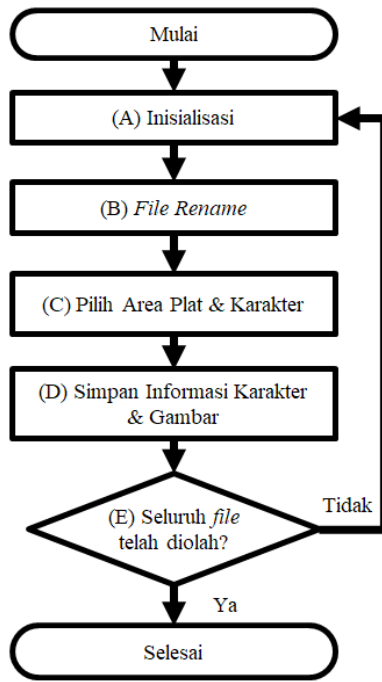 Mulai
(A) Inisialisasi
(B) File Rename
(C) Pilih Area Plat & Karakter
(D) Simpan Informasi Karakter
& Gambar
(E) Seluruh file
telah diolah?
Tidak
Ya
Selesai